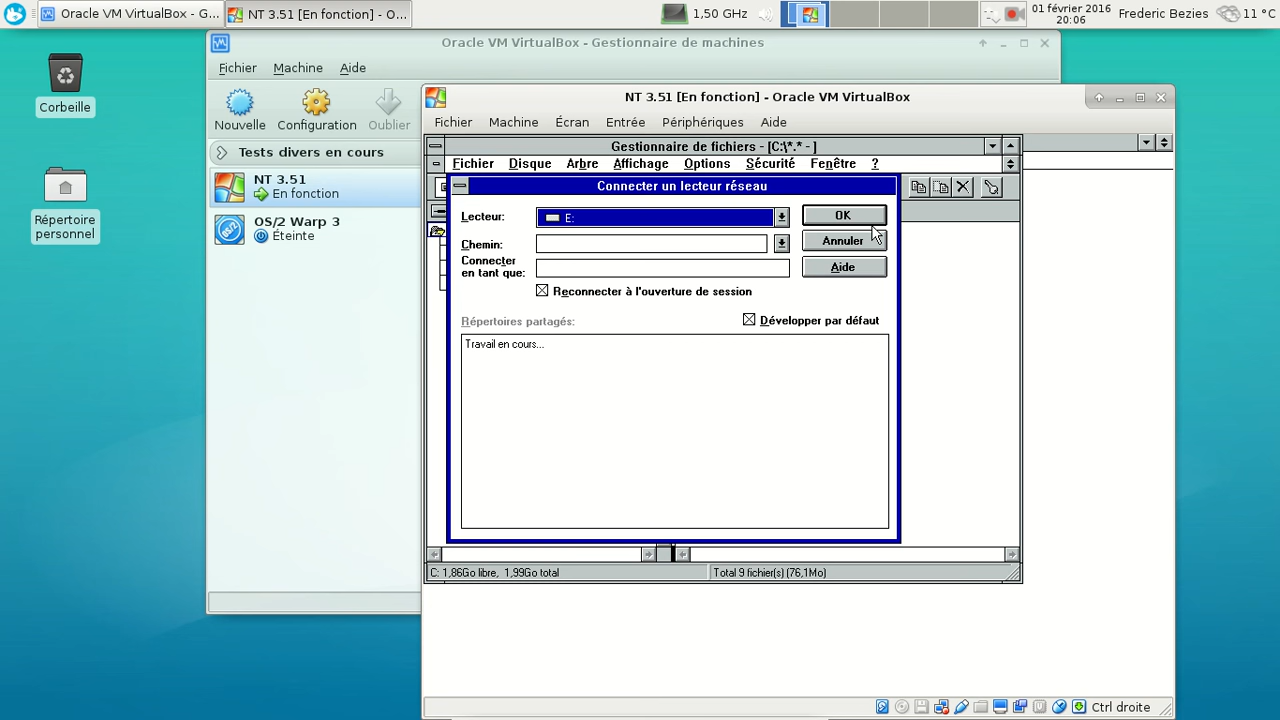 Oracle VM VirtualBox - G...
NT 3.51 [En fonction] - O...
1,50 GHz
01 février 2016
20:06
Frederic Bezies
11 °C
Corbeille
Répertoire
personnel
Oracle VM VirtualBox - Gestionnaire de machines
Fichier Machine Aide
Nouvelle Configuration Oublier
Tests divers en cours
NT 3.51
En fonction
OS/2 Warp 3
Éteinte
NT 3.51 [En fonction] - Oracle VM VirtualBox
Fichier Machine Écran Entrée Périphériques Aide
Gestionnaire de fichiers - [C:\*.* - ]
Fichier Disque Arbre Affichage Options Sécurité Fenêtre ?
Connecter un lecteur réseau
Lecteur: E: OK
Chemin: Annuler
Connecter
en tant que: Aide
Reconnecter à l'ouverture de session
Répertoires partagés: Développer par défaut
Travail en cours...
C: 1,86Go libre, 1,99Go total Total 9 fichier(s) (76,1Mo)
Ctrl droite